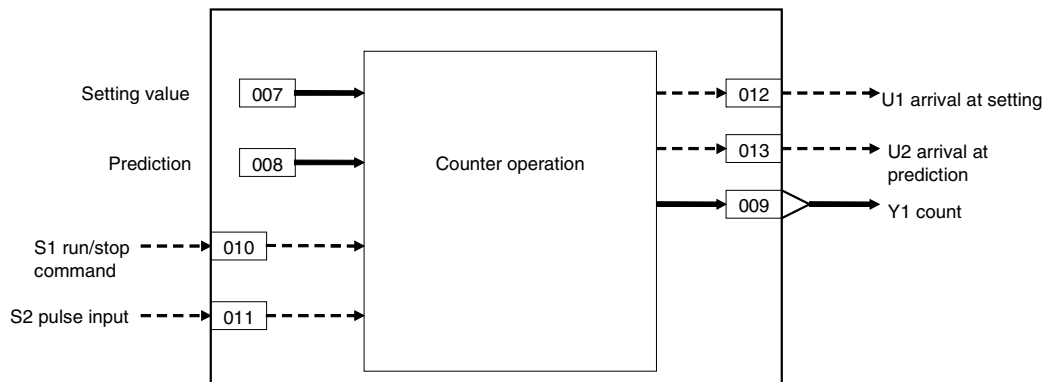 Setting value
007
012
U1 arrival at setting
Prediction
008
Counter operation
013
U2 arrival at
prediction
009
Y1 count
S1 run/stop
command
010
S2 pulse input
011